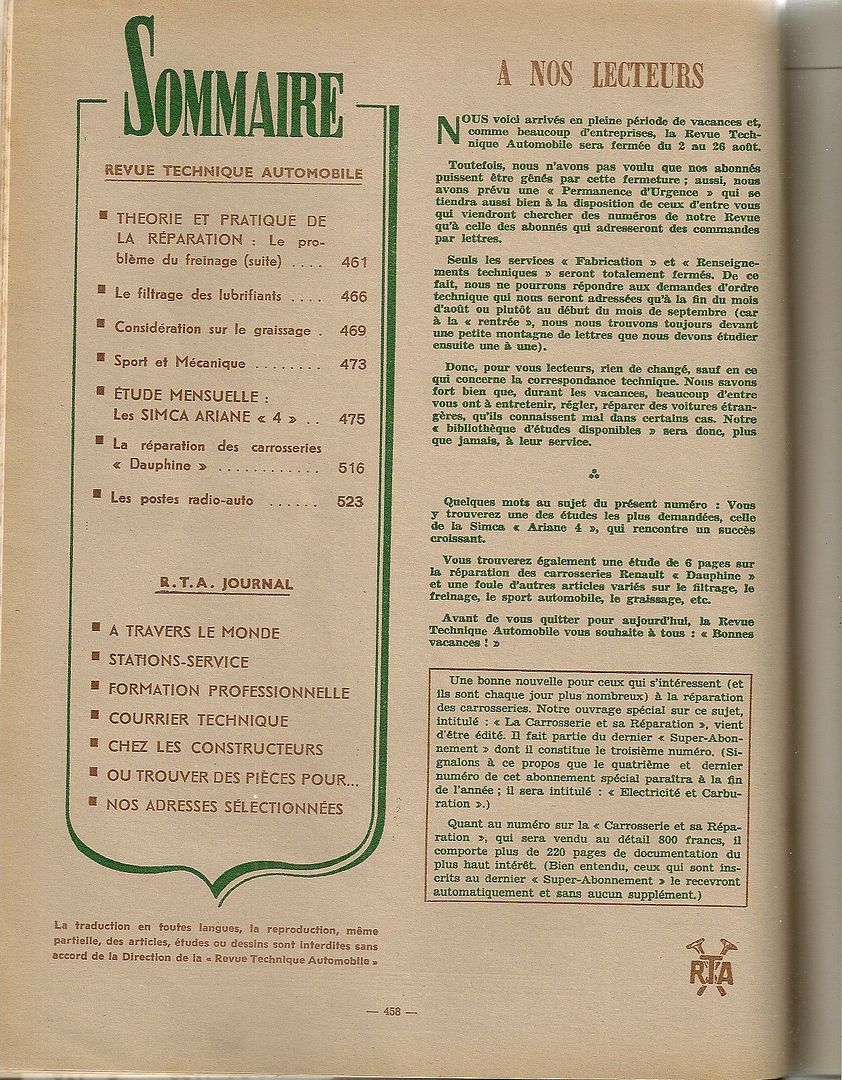 SOMMAIRE
REVUE TECHNIQUE AUTOMOBILE
■ THEORIE ET PRATIQUE DE
LA RÉPARATION : Le pro-
blème du freinage (suite) .... 461
■ Le filtrage des lubrifiants .... 466
■ Considération sur le graissage . 469
■ Sport et Mécanique ........ 473
■ ÉTUDE MENSUELLE :
Les SIMCA ARIANE « 4 » .. 475
■ La réparation des carrosseries
« Dauphine » ............ 516
■ Les postes radio-auto ...... 523
R.T.A. JOURNAL
■ A TRAVERS LE MONDE
■ STATIONS-SERVICE
■ FORMATION PROFESSIONNELLE
■ COURRIER TECHNIQUE
■ CHEZ LES CONSTRUCTEURS
■ OU TROUVER DES PIÈCES POUR...
■ NOS ADRESSES SÉLECTIONNÉES
La traduction en toutes langues, la reproduction, même
partielle, des articles, études ou dessins sont interdites sans
accord de la Direction de la « Revue Technique Automobile »
A NOS LECTEURS
NOUS voici arrivés en pleine période de vacances et,
comme beaucoup d'entreprises, la Revue Tech-
nique Automobile sera fermée du 2 au 26 août.
Toutefois, nous n'avons pas voulu que nos abonnés
puissent être gênés par cette fermeture ; aussi, nous
avons prévu une « Permanence d'Urgence » qui se
tiendra aussi bien à la disposition de ceux d'entre vous
qui viendront chercher des numéros de notre Revue
qu'à celle des abonnés qui adresseront des commandes
par lettres.
Seuls les services « Fabrication » et « Renseigne-
ments techniques » seront totalement fermés. De ce
fait, nous ne pourrons répondre aux demandes d'ordre
technique qui nous seront adressées qu'à la fin du mois
d'août ou plutôt au début du mois de septembre (car
à la « rentrée », nous nous trouvons toujours devant
une petite montagne de lettres que nous devons étudier
ensuite une à une).
Donc, pour vous lecteurs, rien de changé, sauf en ce
qui concerne la correspondance technique. Nous savons
fort bien que, durant les vacances, beaucoup d'entre
vous ont à entretenir, régler, réparer des voitures étran-
gères, qu'ils connaissent mal dans certains cas. Notre
« bibliothèque d'études disponibles » sera donc, plus
que jamais, à leur service.
Quelques mots au sujet du présent numéro : Vous
y trouverez une des études les plus demandées, celle
de la Simca « Ariane 4 », qui rencontre un succès
croissant.
Vous trouverez également une étude de 6 pages sur
la réparation des carrosseries Renault « Dauphine »
et une foule d'autres articles variés sur le filtrage, le
freinage, le sport automobile, le graissage, etc.
Avant de vous quitter pour aujourd'hui, la Revue
Technique Automobile vous souhaite à tous : « Bonnes
vacances ! »
Une bonne nouvelle pour ceux qui s'intéressent (et
ils sont chaque jour plus nombreux) à la réparation
des carrosseries. Notre ouvrage spécial sur ce sujet,
intitulé : « La Carrosserie et sa Réparation », vient
d'être édité. Il fait partie du dernier « Super-Abon-
nement » dont il constitue le troisième numéro. (Si-
gnalons à ce propos que le quatrième et dernier
numéro de cet abonnement spécial paraîtra à la fin
de l'année ; il sera intitulé : « Electricité et Carbu-
ration ».)
Quant au numéro sur la « Carrosserie et sa Répa-
ration », qui sera vendu au détail 800 francs, il
comporte plus de 220 pages de documentation du
plus haut intérêt. (Bien entendu, ceux qui sont ins-
crits au dernier « Super-Abonnement » le recevront
automatiquement et sans aucun supplément.)
RTA
— 458 —